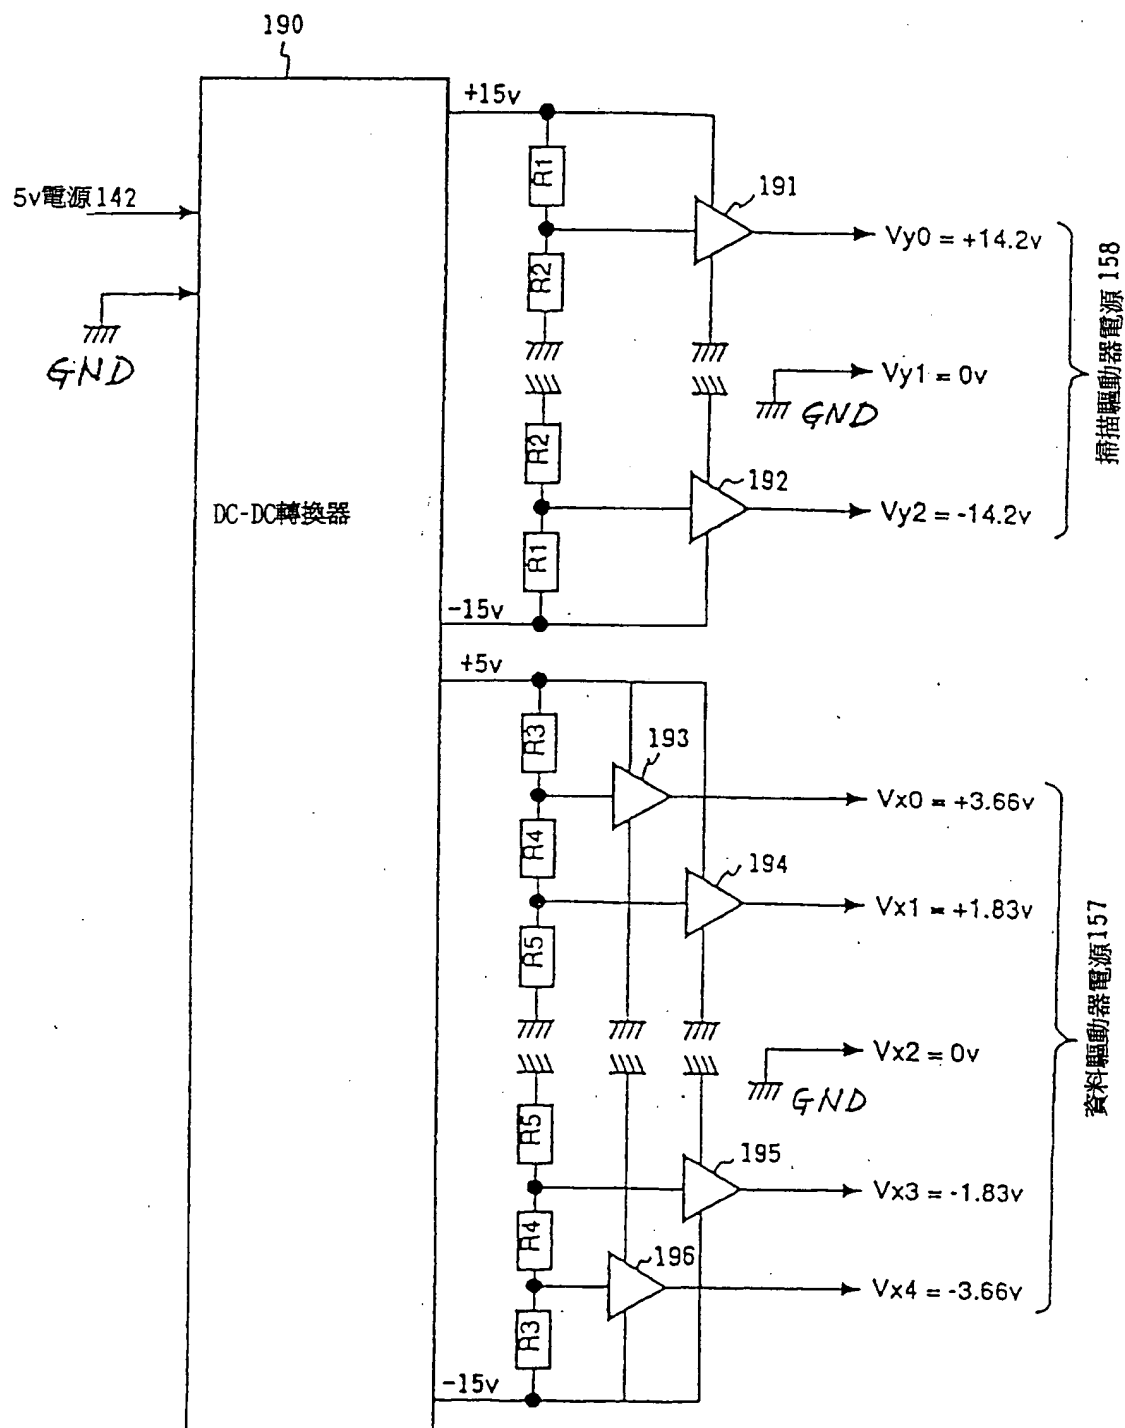 190
+15v
R1
191
5v電源142
Vy0 = +14.2v
R2
GND
Vy1 = 0v
GND
掃描驅動器電源158
R2
192
DC-DC轉換器
Vy2 = -14.2v
R1
-15v
+5v
R3
193
Vx0 = +3.66v
R4
194
Vx1 = +1.83v
R5
Vx2 = 0v
GND
資料驅動器電源157
R5
195
Vx3 = -1.83v
R4
196
Vx4 = -3.66v
R3
-15v